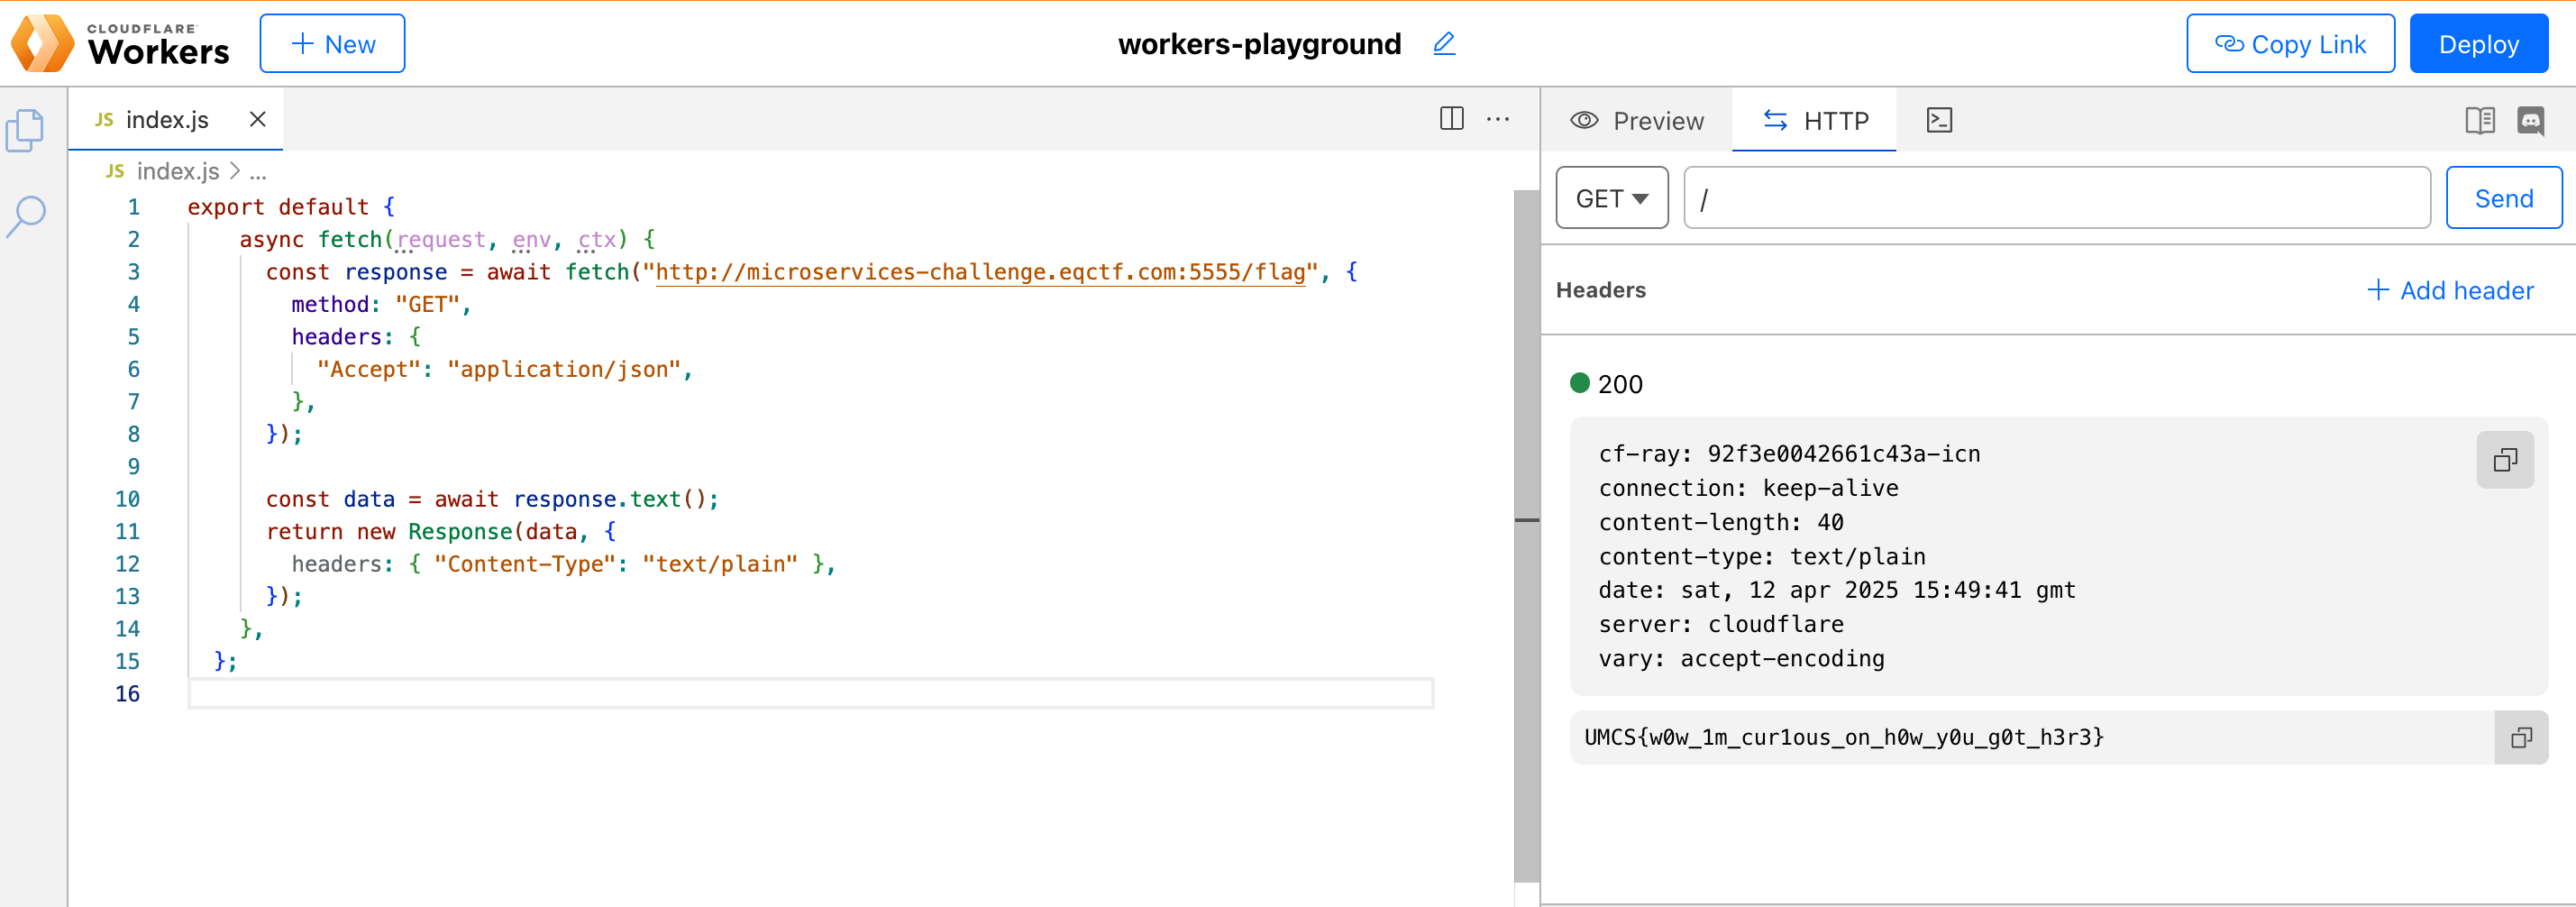 CLOUDFLARE
Workers
+ New
workers-playground
Copy Link
Deploy
JS index.js
JS index.js > ...
1 export default {
2     async fetch(request, env, ctx) {
3       const response = await fetch("http://microservices-challenge.eqctf.com:5555/flag", {
4         method: "GET",
5         headers: {
6           "Accept": "application/json",
7         },
8       });
9
10       const data = await response.text();
11       return new Response(data, {
12         headers: { "Content-Type": "text/plain" },
13       });
14     },
15   };
16
Preview
HTTP
GET
/
Send
Headers
+ Add header
200
cf-ray: 92f3e0042661c43a-icn
connection: keep-alive
content-length: 40
content-type: text/plain
date: sat, 12 apr 2025 15:49:41 gmt
server: cloudflare
vary: accept-encoding
UMCS{w0w_1m_cur1ous_on_h0w_y0u_g0t_h3r3}